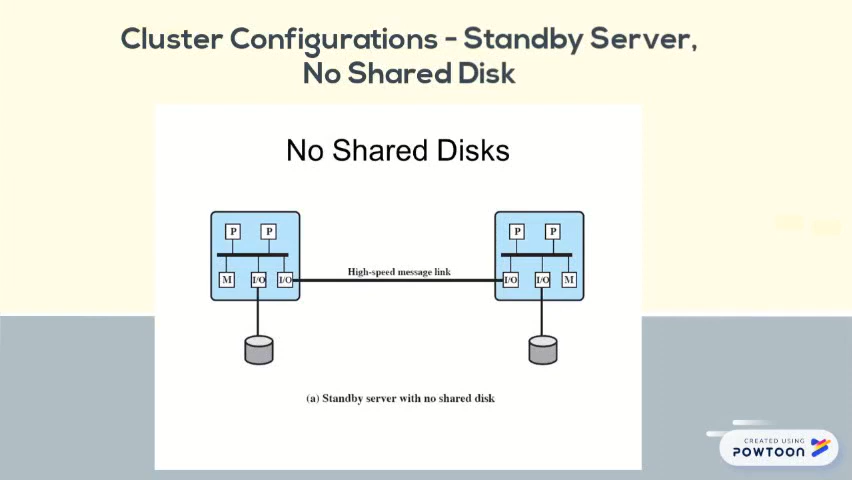 Cluster Configurations - Standby Server,
No Shared Disk
No Shared Disks
P P P P
High-speed message link
M I/O I/O I/O I/O M
(a) Standby server with no shared disk
CREATED USING
POWTOON